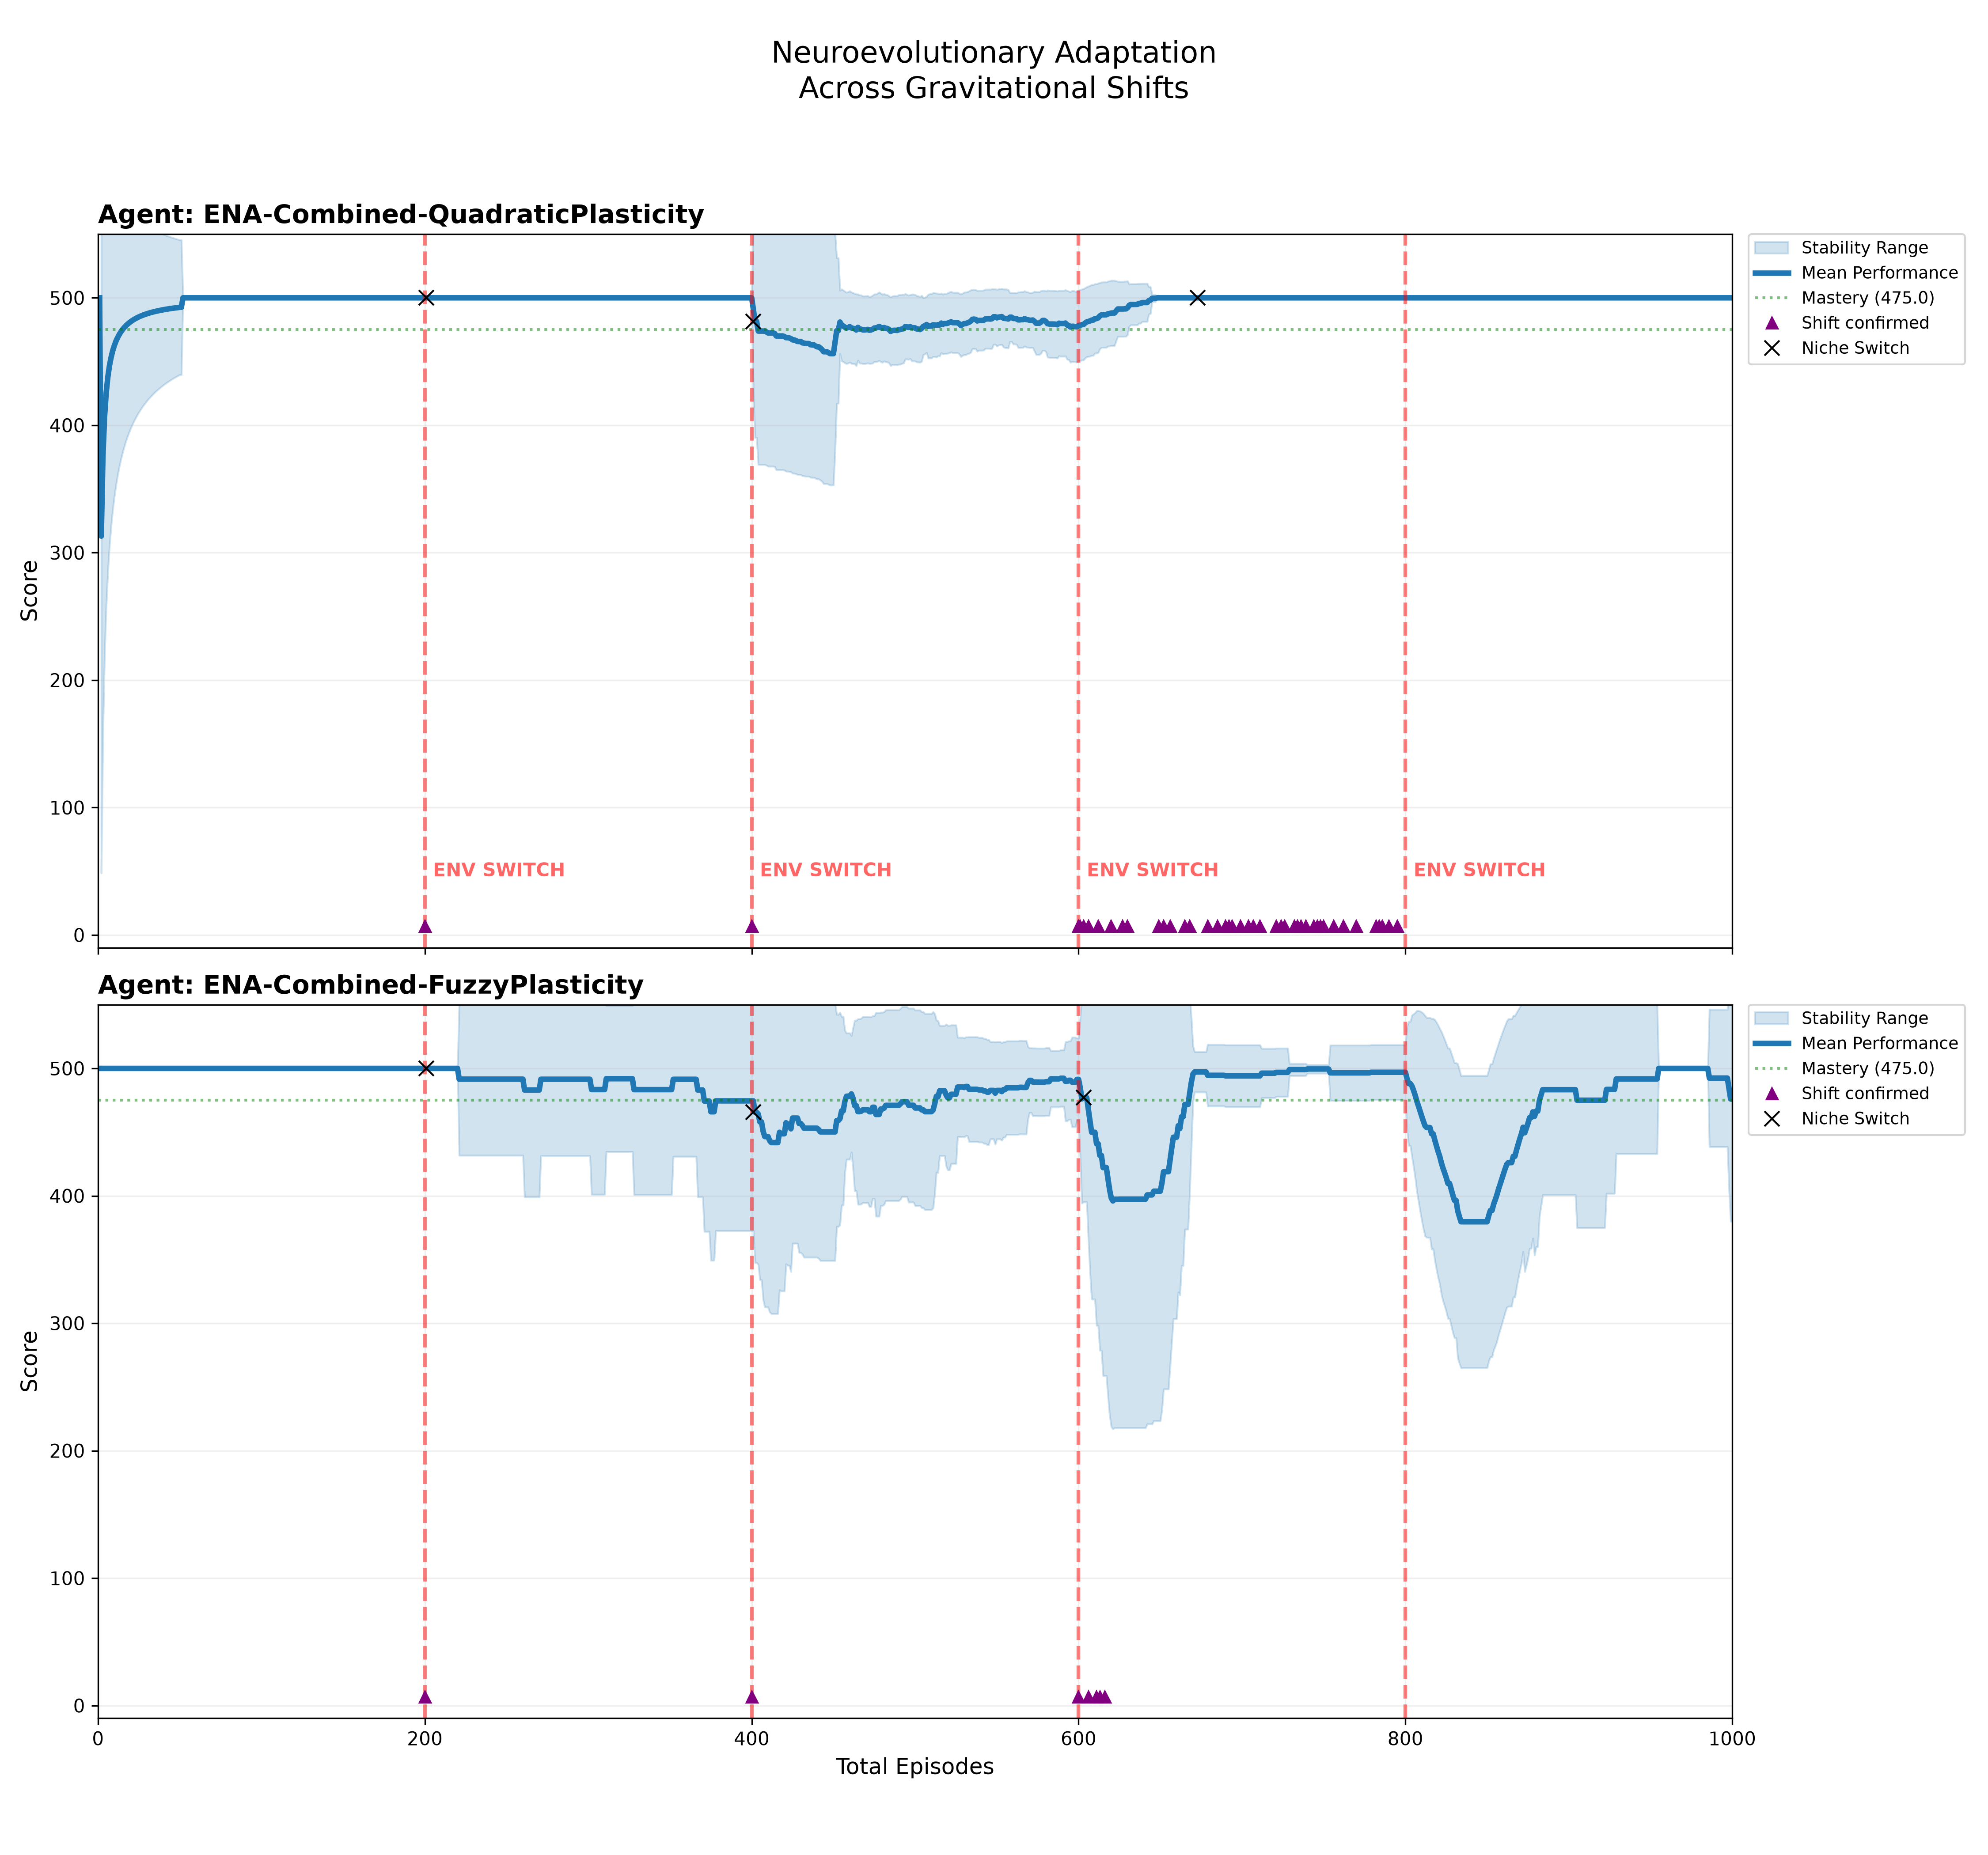 Neuroevolutionary Adaptation
Across Gravitational Shifts
Agent: ENA-Combined-QuadraticPlasticity
Stability Range
Mean Performance
Mastery (475.0)
Shift confirmed
Niche Switch
500
400
300
200
100
0
Score
ENV SWITCH
ENV SWITCH
ENV SWITCH
ENV SWITCH
Agent: ENA-Combined-FuzzyPlasticity
Stability Range
Mean Performance
Mastery (475.0)
Shift confirmed
Niche Switch
500
400
300
200
100
0
Score
0
200
400
600
800
1000
Total Episodes